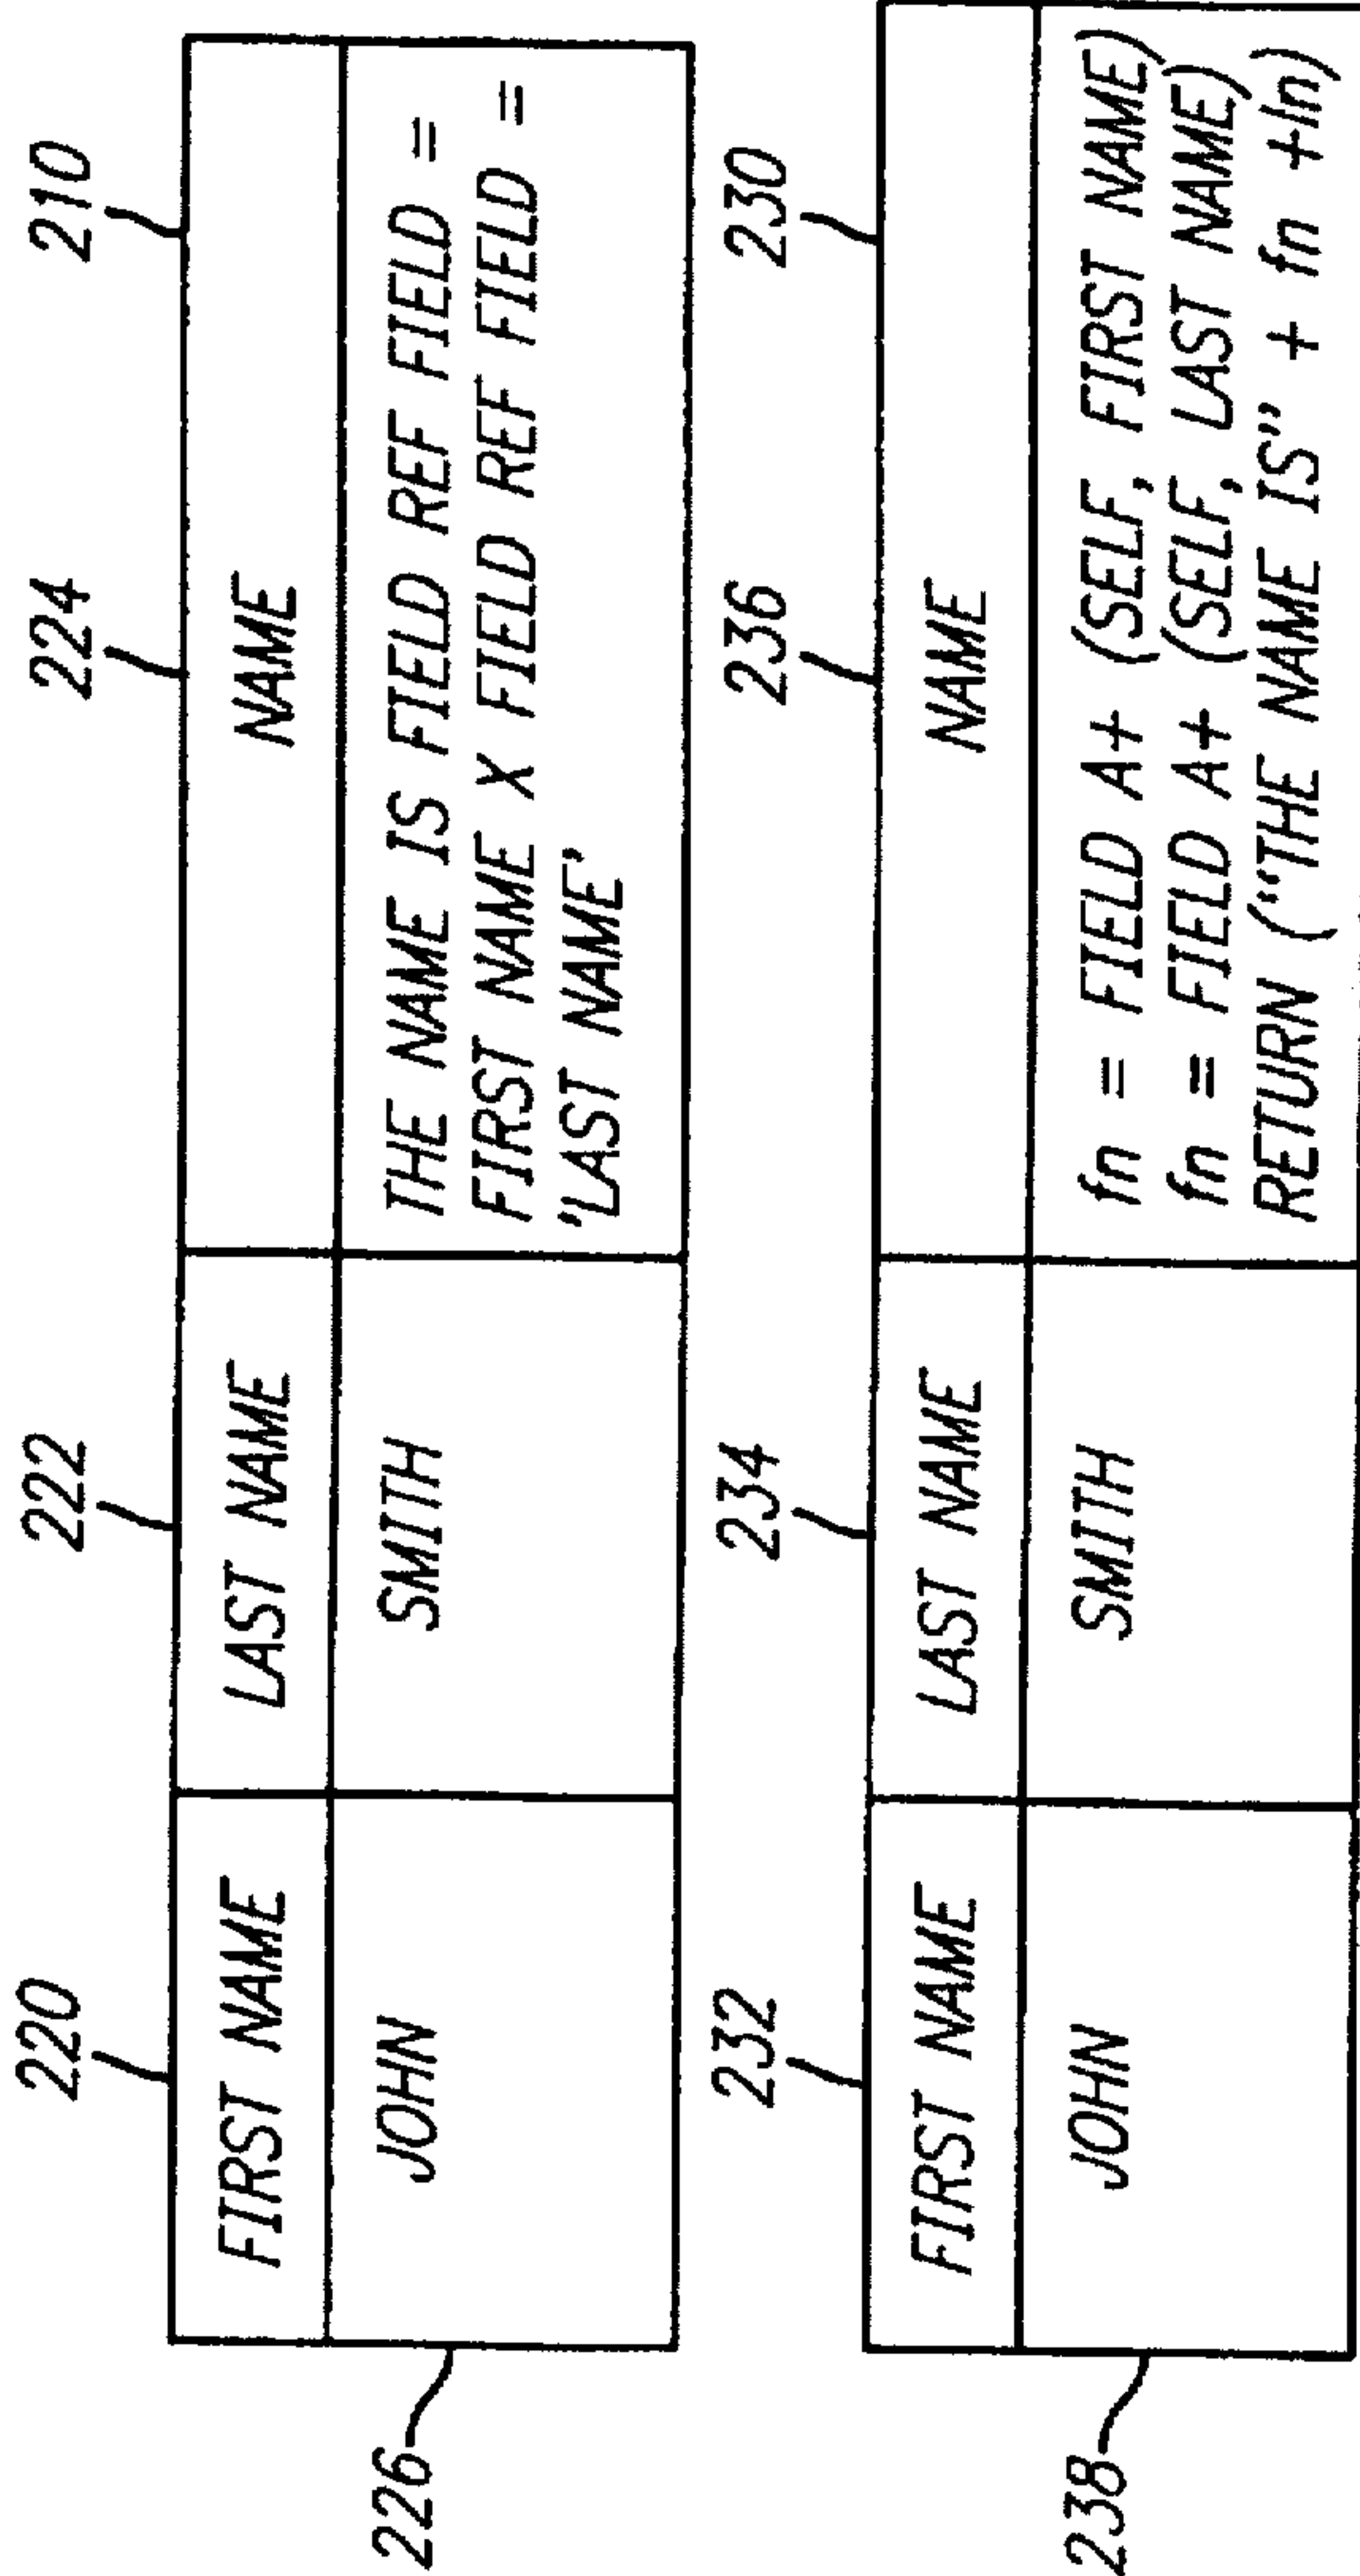 220 222 224 210
FIRST NAME LAST NAME NAME
JOHN SMITH THE NAME IS FIELD REF FIELD =
FIRST NAME X FIELD REF FIELD =
'LAST NAME'
226
232 234 236 230
FIRST NAME LAST NAME NAME
JOHN SMITH fn = FIELD A+ (SELF, FIRST NAME)
fn = FIELD A+ (SELF, LAST NAME)
RETURN ("THE NAME IS" + fn +ln)
238